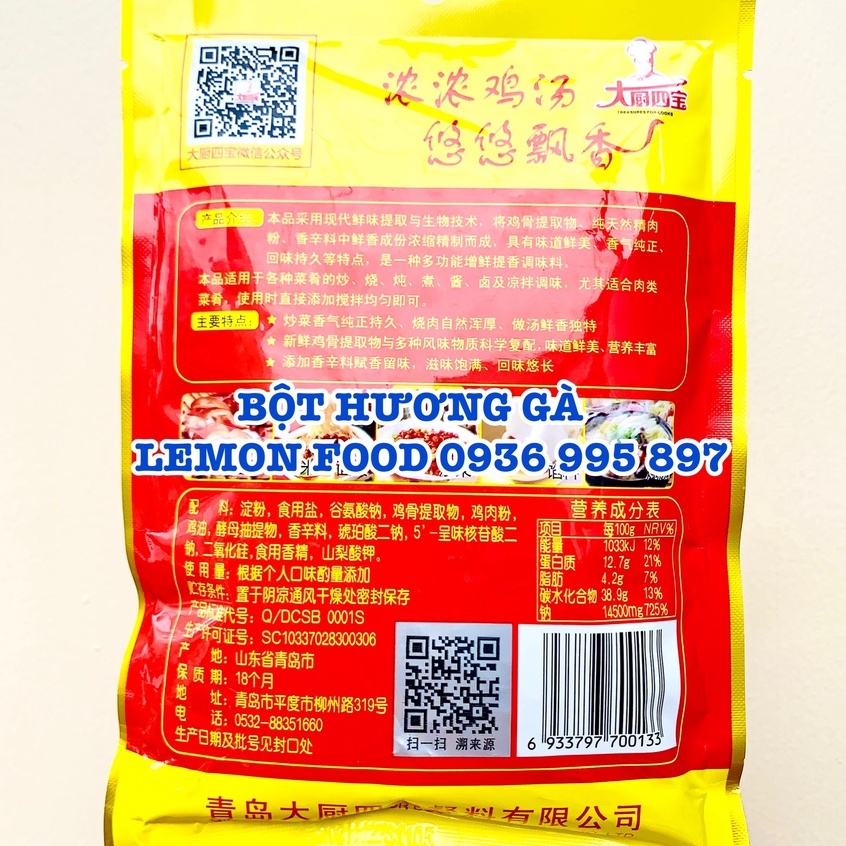 浓浓鸡汤
悠悠飘香
大厨四宝
TREASURES FOR COOKS
大厨四宝微信公众号
产品介绍: 本品采用现代鲜味提取与生物技术，将鸡骨提取物、纯天然精肉
粉、香辛料中鲜香成份浓缩精制而成，具有味道鲜美、香气纯正、
回味持久等特点，是一种多功能增鲜提香调味料。
本品适用于各种菜肴的炒、烧、炖、煮、酱、卤及凉拌调味，尤其适合肉类
菜肴，使用时直接添加搅拌均匀即可。
主要特点: ★ 炒菜香气纯正持久、烧肉自然浑厚、做汤鲜香独特
★ 新鲜鸡骨提取物与多种风味物质科学复配，味道鲜美、营养丰富
★ 添加香辛料赋香留味，滋味饱满、回味悠长
BỘT HƯƠNG GÀ
LEMON FOOD 0936 995 897
馅料
配 料: 淀粉，食用盐，谷氨酸钠，鸡骨提取物，鸡肉粉，
鸡油，酵母抽提物，香辛料，琥珀酸二钠，5'-呈味核苷酸二
钠，二氧化硅，食用香精，山梨酸钾。
使 用 量: 根据个人口味酌量添加
贮存条件: 置于阴凉通风干燥处密封保存
产品标准代号: Q/DCSB 0001S
生产许可证号: SC10337028300306
产 地: 山东省青岛市
保 质 期: 18个月
地 址: 青岛市平度市柳州路319号
电 话: 0532-88351660
生产日期及批号见封口处
营养成分表
项目 每100g NRV%
能量 1033kJ 12%
蛋白质 12.7g 21%
脂肪 4.2g 7%
碳水化合物 38.9g 13%
钠 14500mg 725%
扫一扫 溯来源
6 933797 700133
青岛大厨四 料有限公司